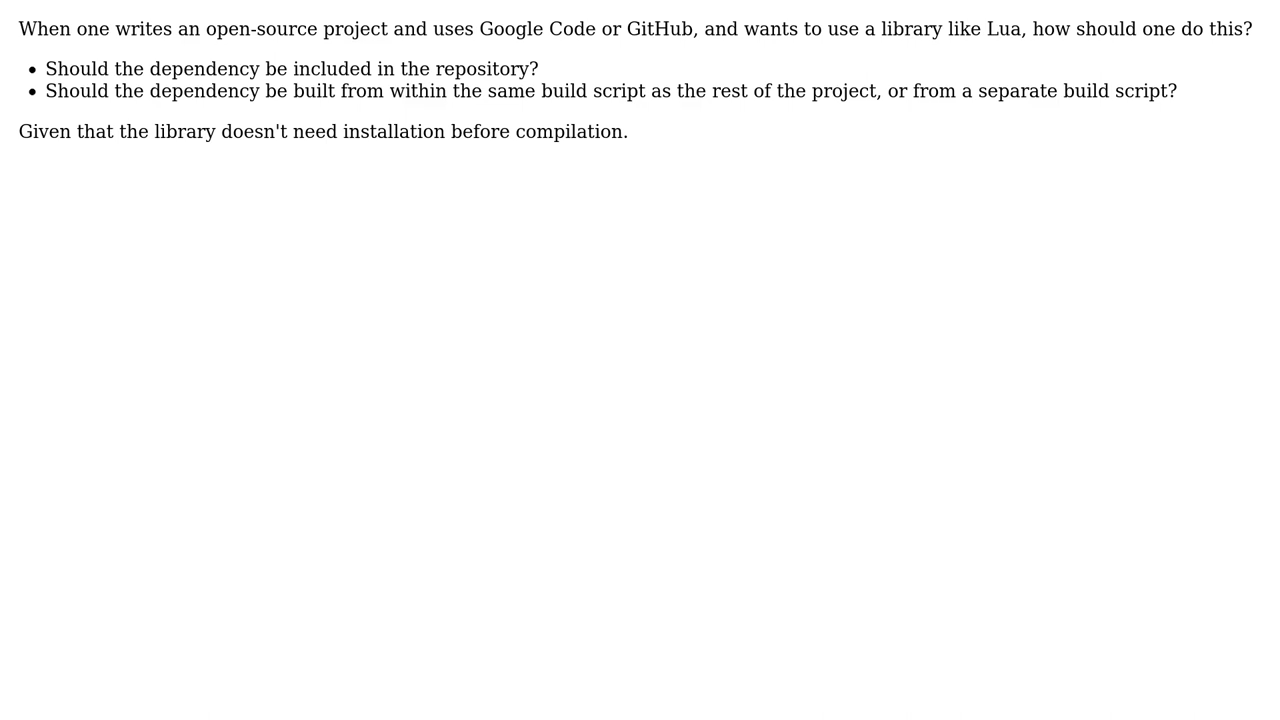 When one writes an open-source project and uses Google Code or GitHub, and wants to use a library like Lua, how should one do this?
• Should the dependency be included in the repository?
• Should the dependency be built from within the same build script as the rest of the project, or from a separate build script?
Given that the library doesn't need installation before compilation.